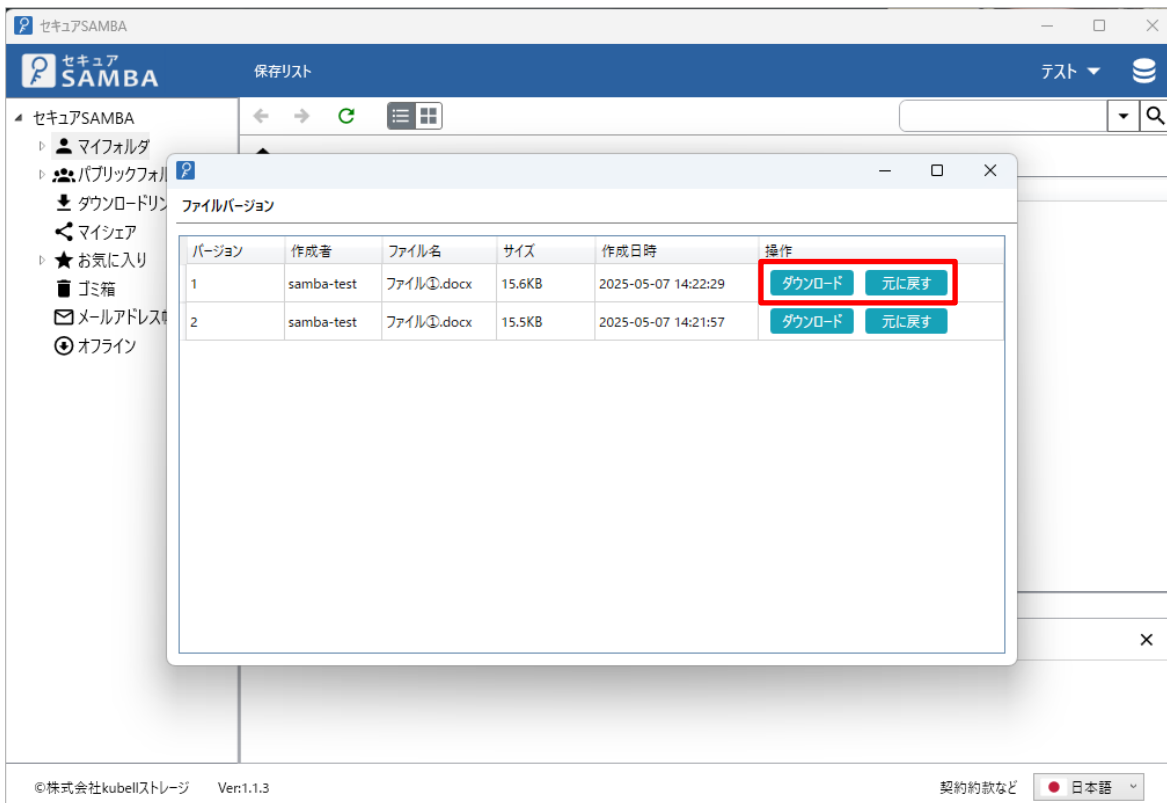 セキュアSAMBA
セキュア
SAMBA
保存リスト
テスト
セキュアSAMBA
マイフォルダ
パブリックフォル
ダウンロードリン
マイシェア
お気に入り
ゴミ箱
メールアドレス
オフライン
ファイルバージョン
バージョン 作成者 ファイル名 サイズ 作成日時 操作
1 samba-test ファイル①.docx 15.6KB 2025-05-07 14:22:29 ダウンロード 元に戻す
2 samba-test ファイル①.docx 15.5KB 2025-05-07 14:21:57 ダウンロード 元に戻す
©株式会社kubellストレージ Ver:1.1.3 契約約款など 日本語